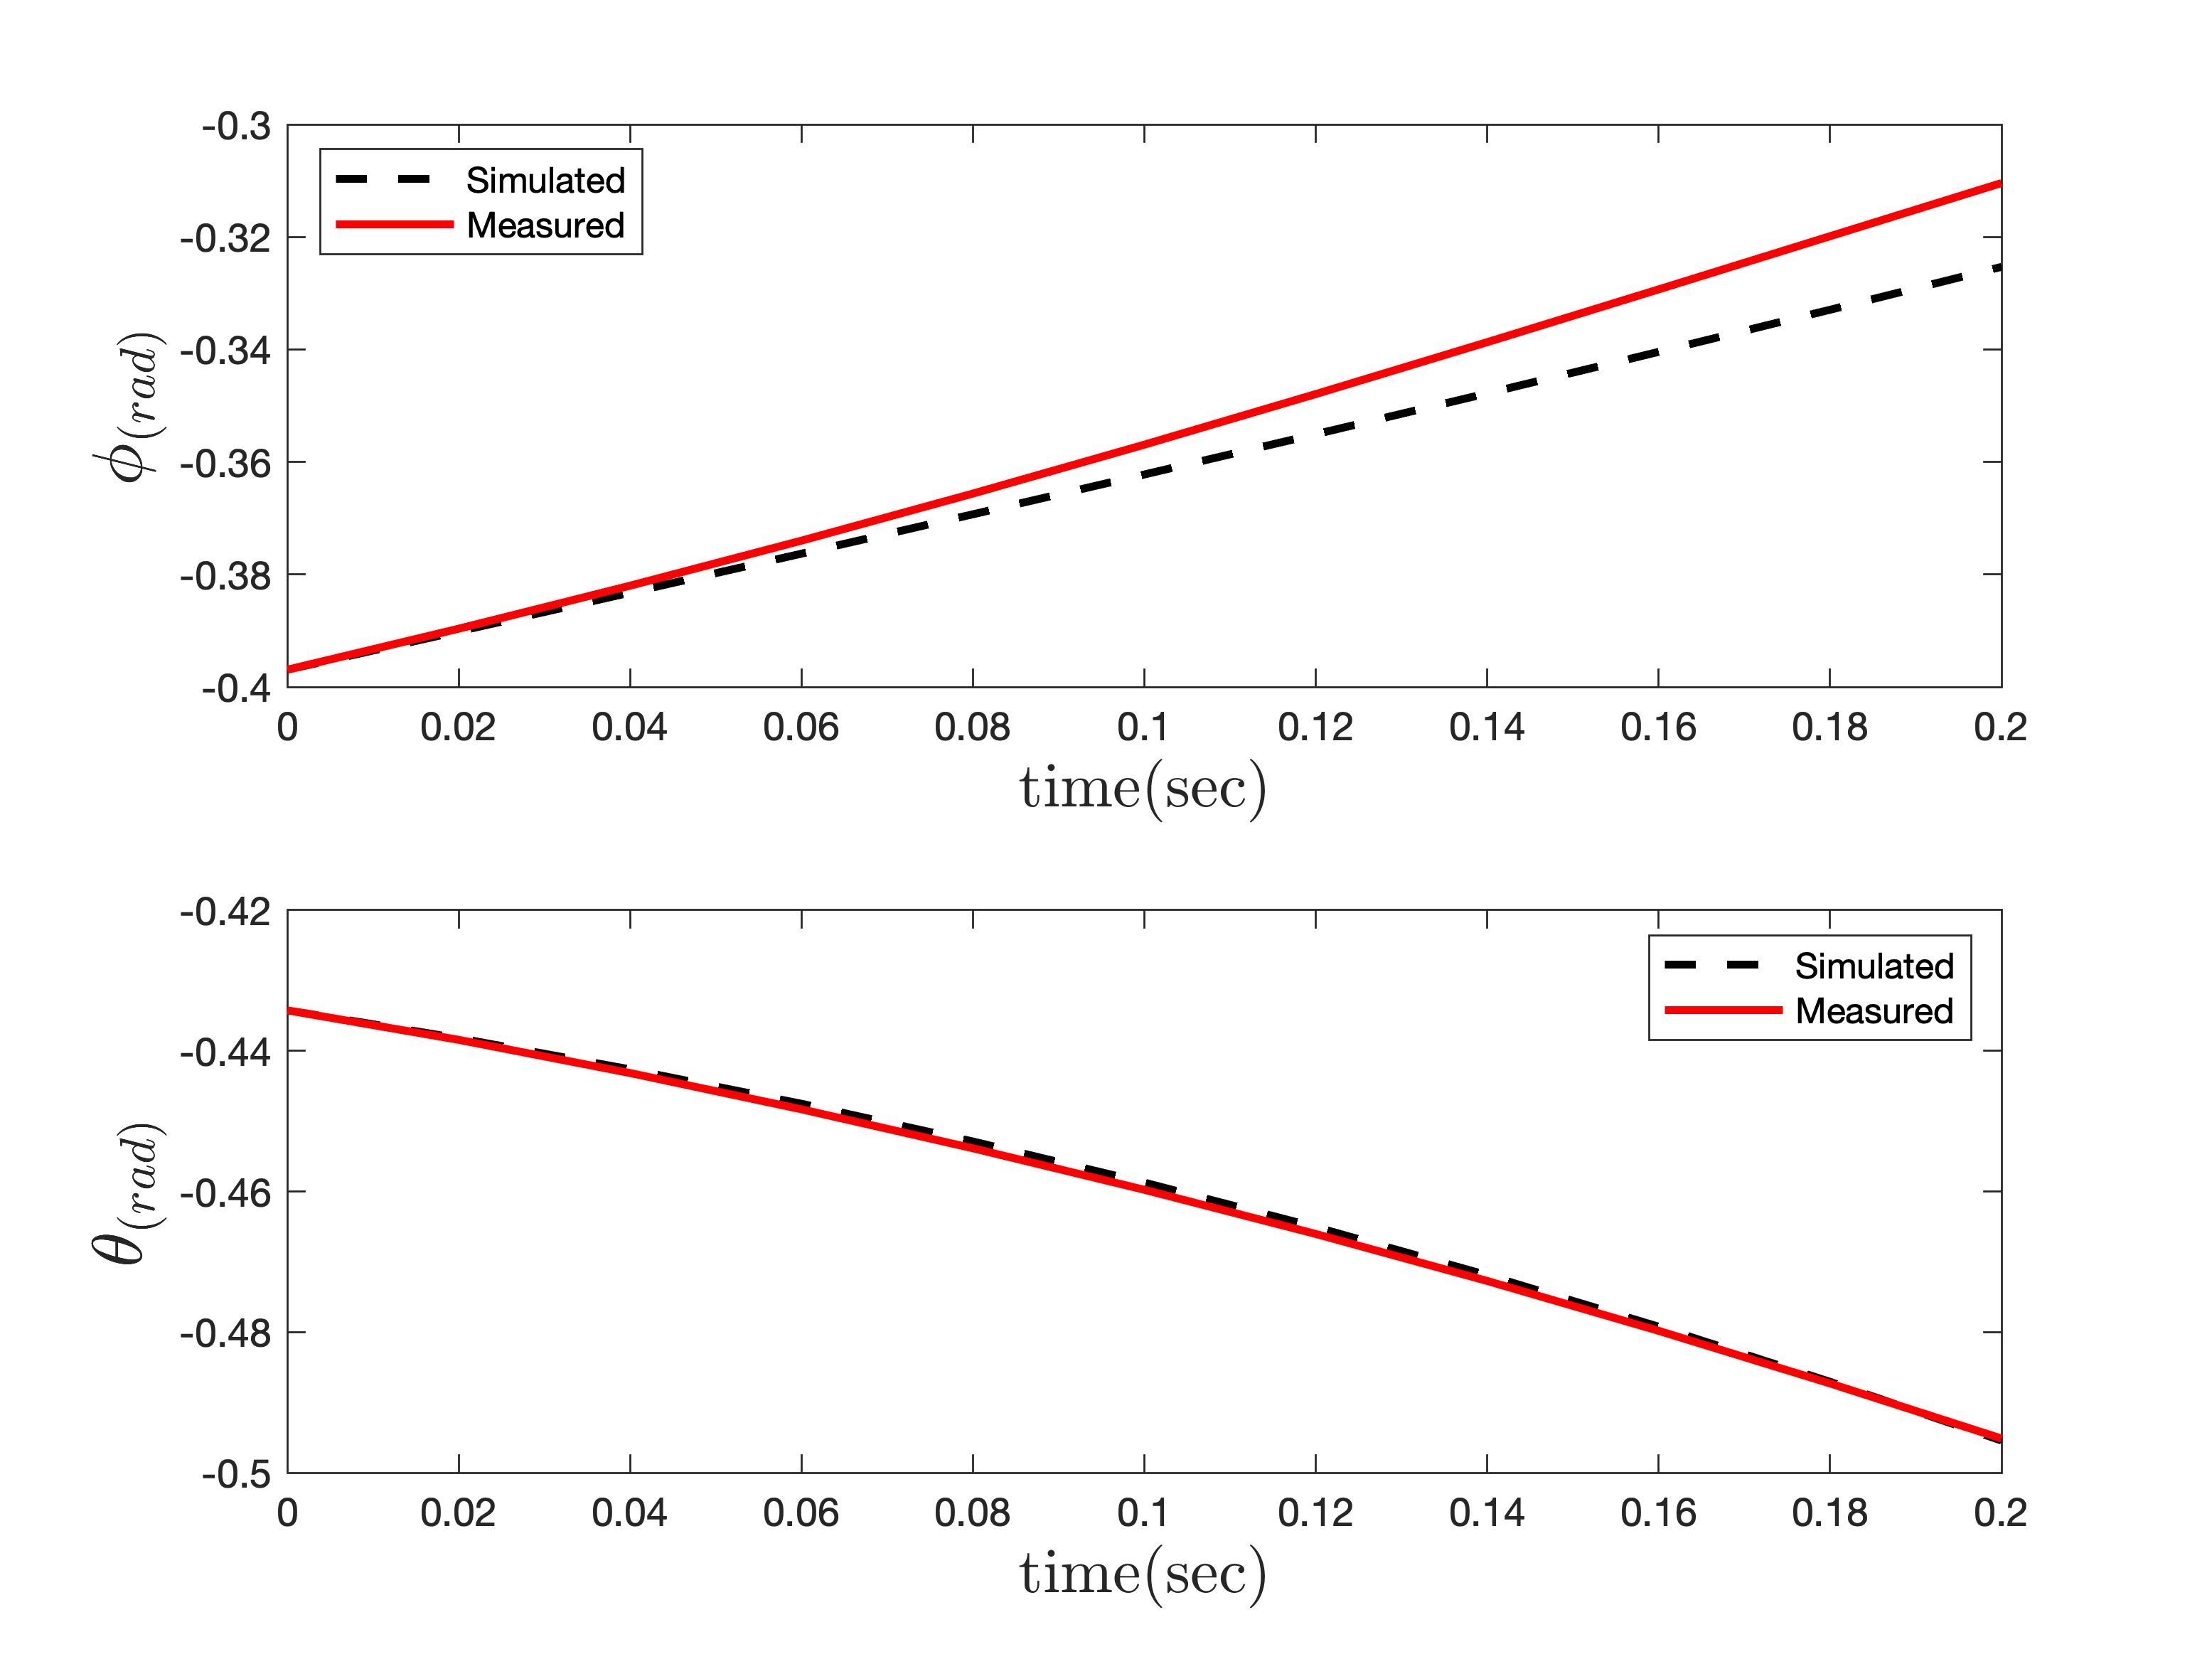 -0.3
-0.32
-0.34
-0.36
-0.38
-0.4
ϕ(rad)
Simulated
Measured
0 0.02 0.04 0.06 0.08 0.1 0.12 0.14 0.16 0.18 0.2
time(sec)
-0.42
-0.44
-0.46
-0.48
-0.5
θ(rad)
Simulated
Measured
0 0.02 0.04 0.06 0.08 0.1 0.12 0.14 0.16 0.18 0.2
time(sec)